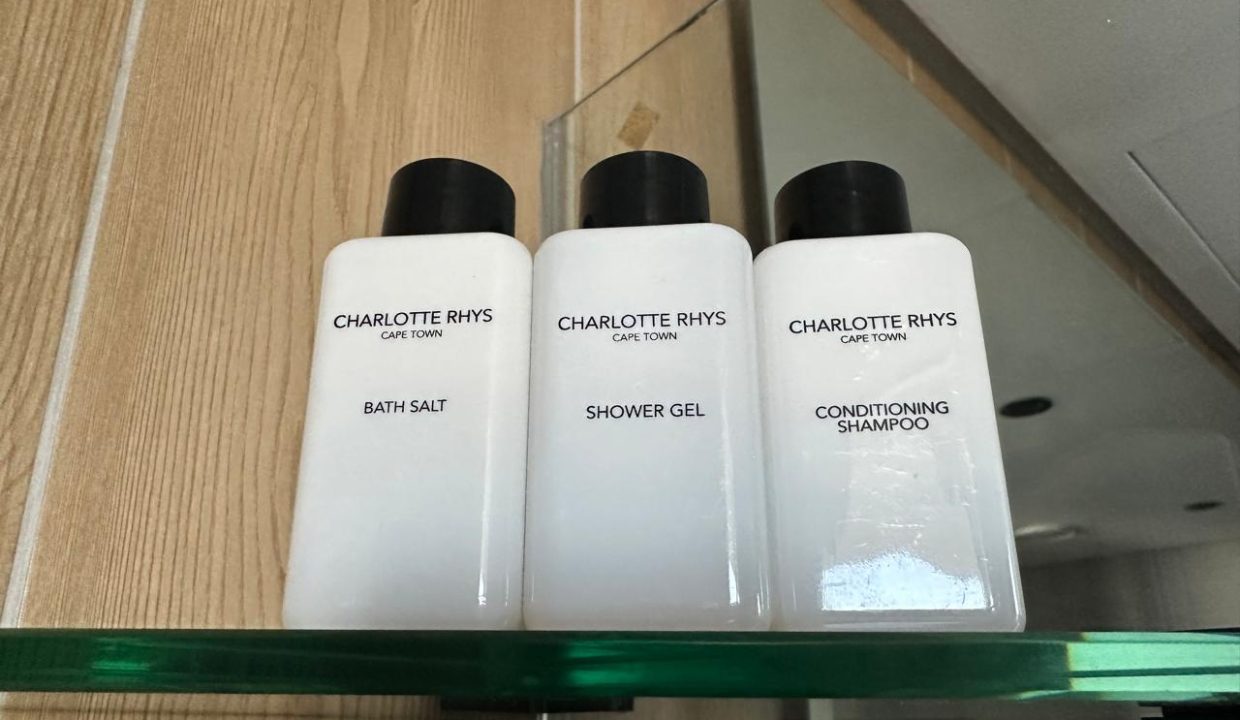 CHARLOTTE RHYS
CAPE TOWN
BATH SALT
CHARLOTTE RHYS
CAPE TOWN
SHOWER GEL
CHARLOTTE RHYS
CAPE TOWN
CONDITIONING
SHAMPOO